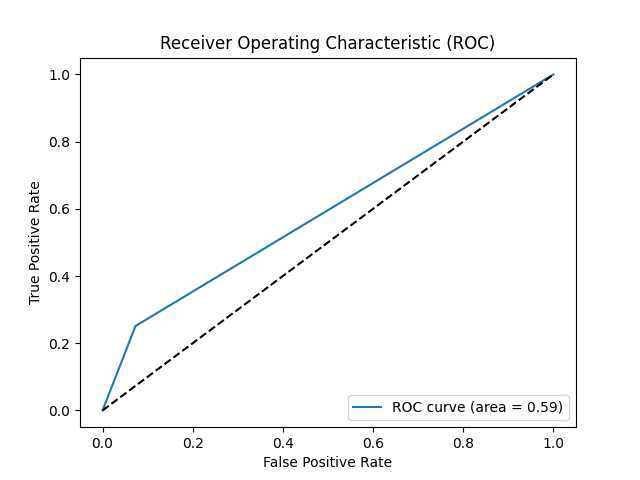 Receiver Operating Characteristic (ROC)
True Positive Rate
1.0
0.8
0.6
0.4
0.2
0.0
ROC curve (area = 0.59)
0.0 0.2 0.4 0.6 0.8 1.0
False Positive Rate